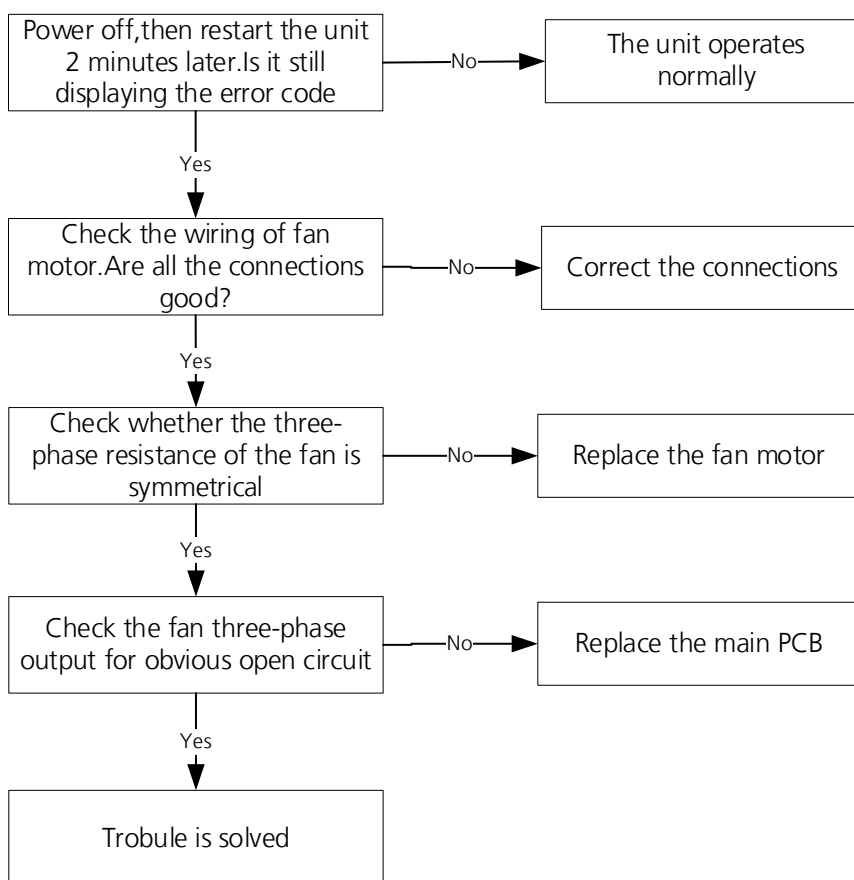 Power off,then restart the unit
2 minutes later.Is it still
displaying the error code
No
The unit operates
normally
Yes
Check the wiring of fan
motor.Are all the connections
good?
No
Correct the connections
Yes
Check whether the three-
phase resistance of the fan is
symmetrical
No
Replace the fan motor
Yes
Check the fan three-phase
output for obvious open circuit
No
Replace the main PCB
Yes
Trobule is solved